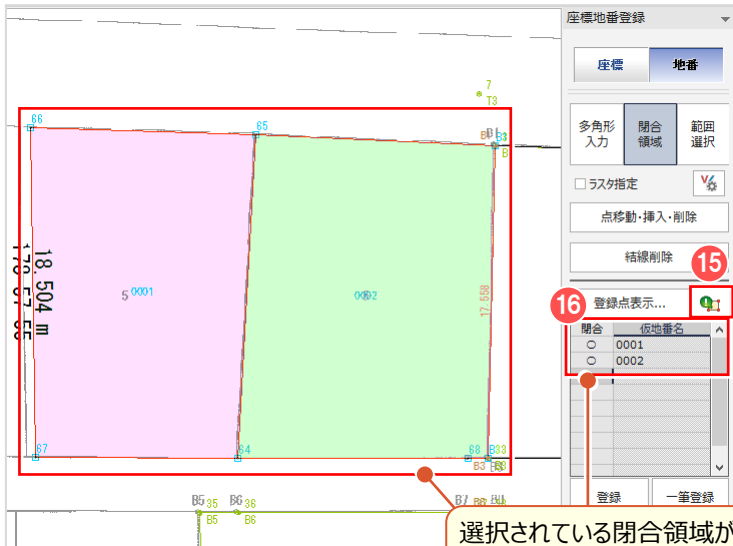 座標地番登録
座標 地番
多角形入力 閉合領域 範囲選択
ラスタ指定
点移動・挿入・削除
結線削除
15
16
登録点表示...
閉合 仮地番名
○ 0001
○ 0002
登録 一筆登録
7
T3
66
65
18.504 m
5 0001
0002
17.558
67
64
68
B3
B5 35
B5
B6 36
B6
B7
選択されている閉合領域が